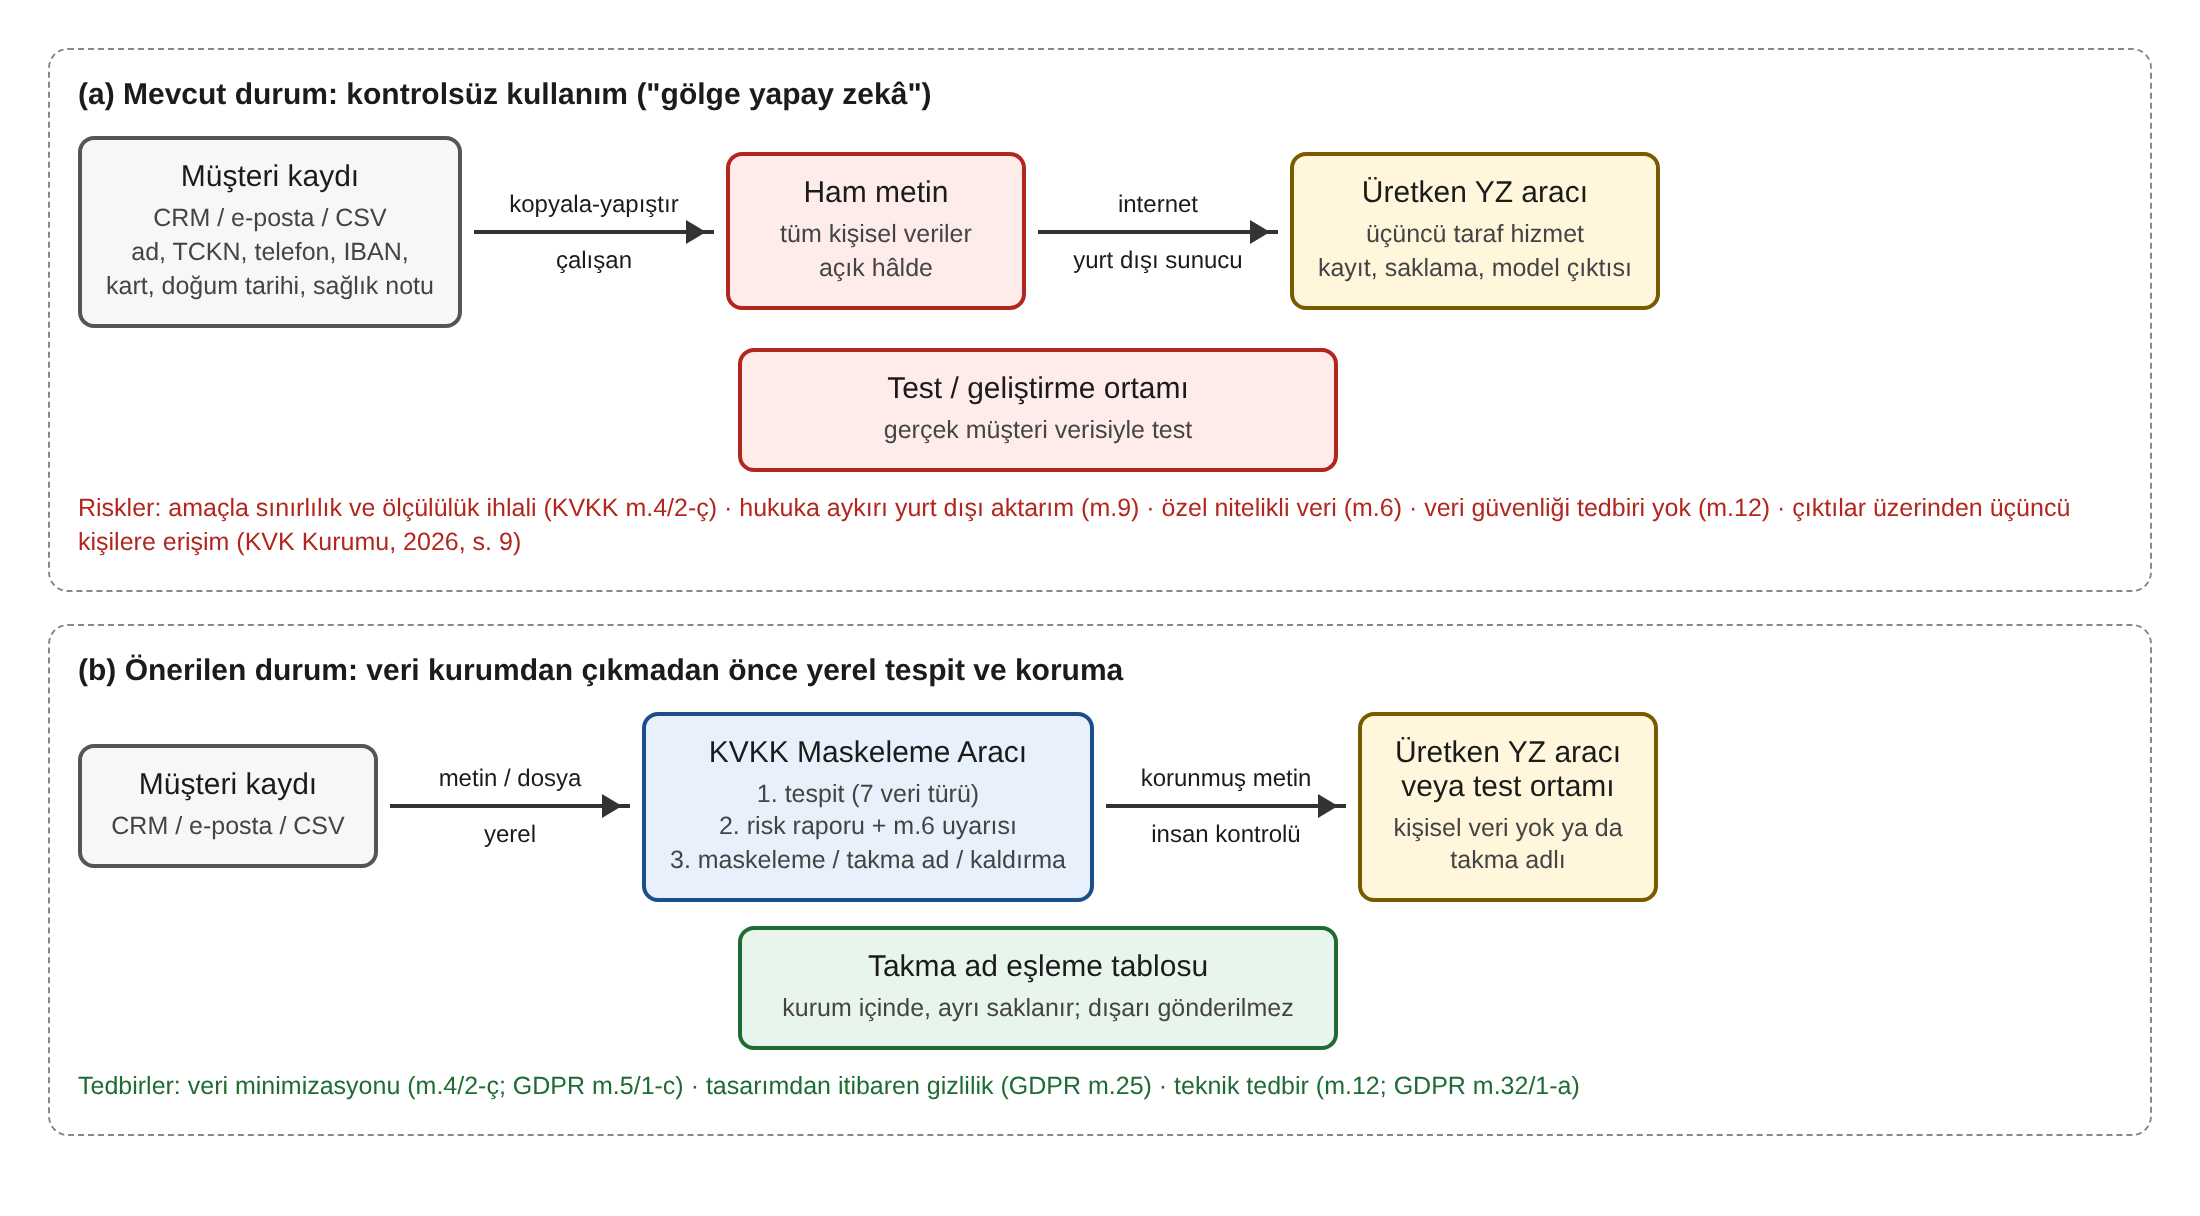 (a) Mevcut durum: kontrolsüz kullanım ("gölge yapay zekâ")
Müşteri kaydı
CRM / e-posta / CSV
ad, TCKN, telefon, IBAN,
kart, doğum tarihi, sağlık notu
kopyala-yapıştır
çalışan
Ham metin
tüm kişisel veriler
açık hâlde
internet
yurt dışı sunucu
Üretken YZ aracı
üçüncü taraf hizmet
kayıt, saklama, model çıktısı
Test / geliştirme ortamı
gerçek müşteri verisiyle test
Riskler: amaçla sınırlılık ve ölçülülük ihlali (KVKK m.4/2-ç) · hukuka aykırı yurt dışı aktarım (m.9) · özel nitelikli veri (m.6) · veri güvenliği tedbiri yok (m.12) · çıktılar üzerinden üçüncü
kişilere erişim (KVK Kurumu, 2026, s. 9)
(b) Önerilen durum: veri kurumdan çıkmadan önce yerel tespit ve koruma
Müşteri kaydı
CRM / e-posta / CSV
metin / dosya
yerel
KVKK Maskeleme Aracı
1. tespit (7 veri türü)
2. risk raporu + m.6 uyarısı
3. maskeleme / takma ad / kaldırma
korunmuş metin
insan kontrolü
Üretken YZ aracı
veya test ortamı
kişisel veri yok ya da
takma adlı
Takma ad eşleme tablosu
kurum içinde, ayrı saklanır; dışarı gönderilmez
Tedbirler: veri minimizasyonu (m.4/2-ç; GDPR m.5/1-c) · tasarımdan itibaren gizlilik (GDPR m.25) · teknik tedbir (m.12; GDPR m.32/1-a)